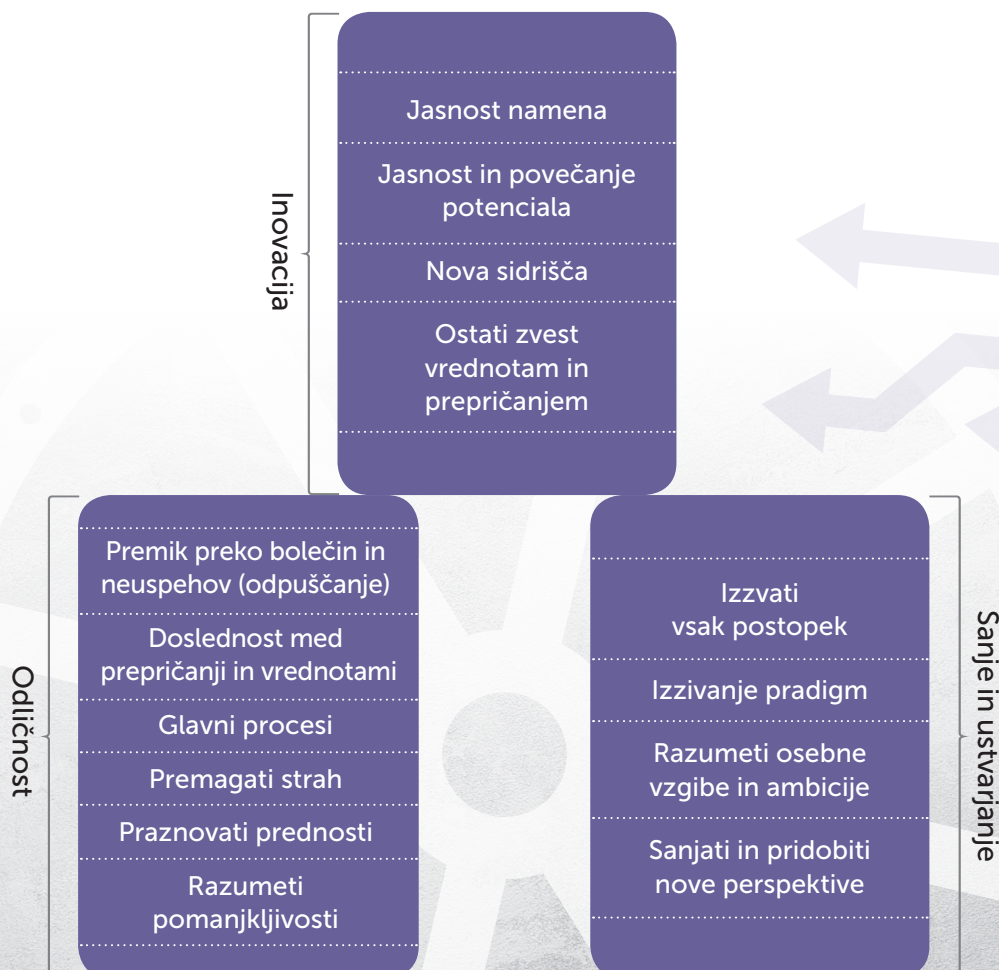 Inovacija
Jasnost namena
Jasnost in povečanje
potenciala
Nova sidrišča
Ostati zvest
vrednotam in
prepričanjem
Odličnost
Premik preko bolečin in
neuspehov (odpuščanje)
Doslednost med
prepričanji in vrednotami
Glavni procesi
Premagati strah
Praznovati prednosti
Razumeti
pomanjkljivosti
Izzvati
vsak postopek
Izzivanje pradigm
Razumeti osebne
vzgibe in ambicije
Sanjati in pridobiti
nove perspektive
Sanje in ustvarjanje